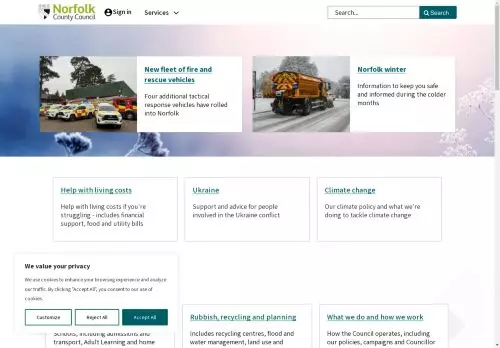 Norfolk
County Council
Sign in
Services
Search...
Search
New fleet of fire and
rescue vehicles
Four additional tactical
response vehicles have rolled
into Norfolk
Norfolk winter
Information to keep you safe
and informed during the colder
months
Help with living costs
Help with living costs if you're
struggling - includes financial
support, food and utility bills
Ukraine
Support and advice for people
involved in the Ukraine conflict
Climate change
Our climate policy and what we're
doing to tackle climate change
We value your privacy
We use cookies to enhance your browsing experience and analyze
our traffic. By clicking "Accept All", you consent to our use of
cookies.
Customize
Reject All
Accept All
Schools, including admissions and
transport, Adult Learning and home
Rubbish, recycling and planning
Includes recycling centres, flood and
water management, land use and
What we do and how we work
How the Council operates, including
our policies, campaigns and Councillor